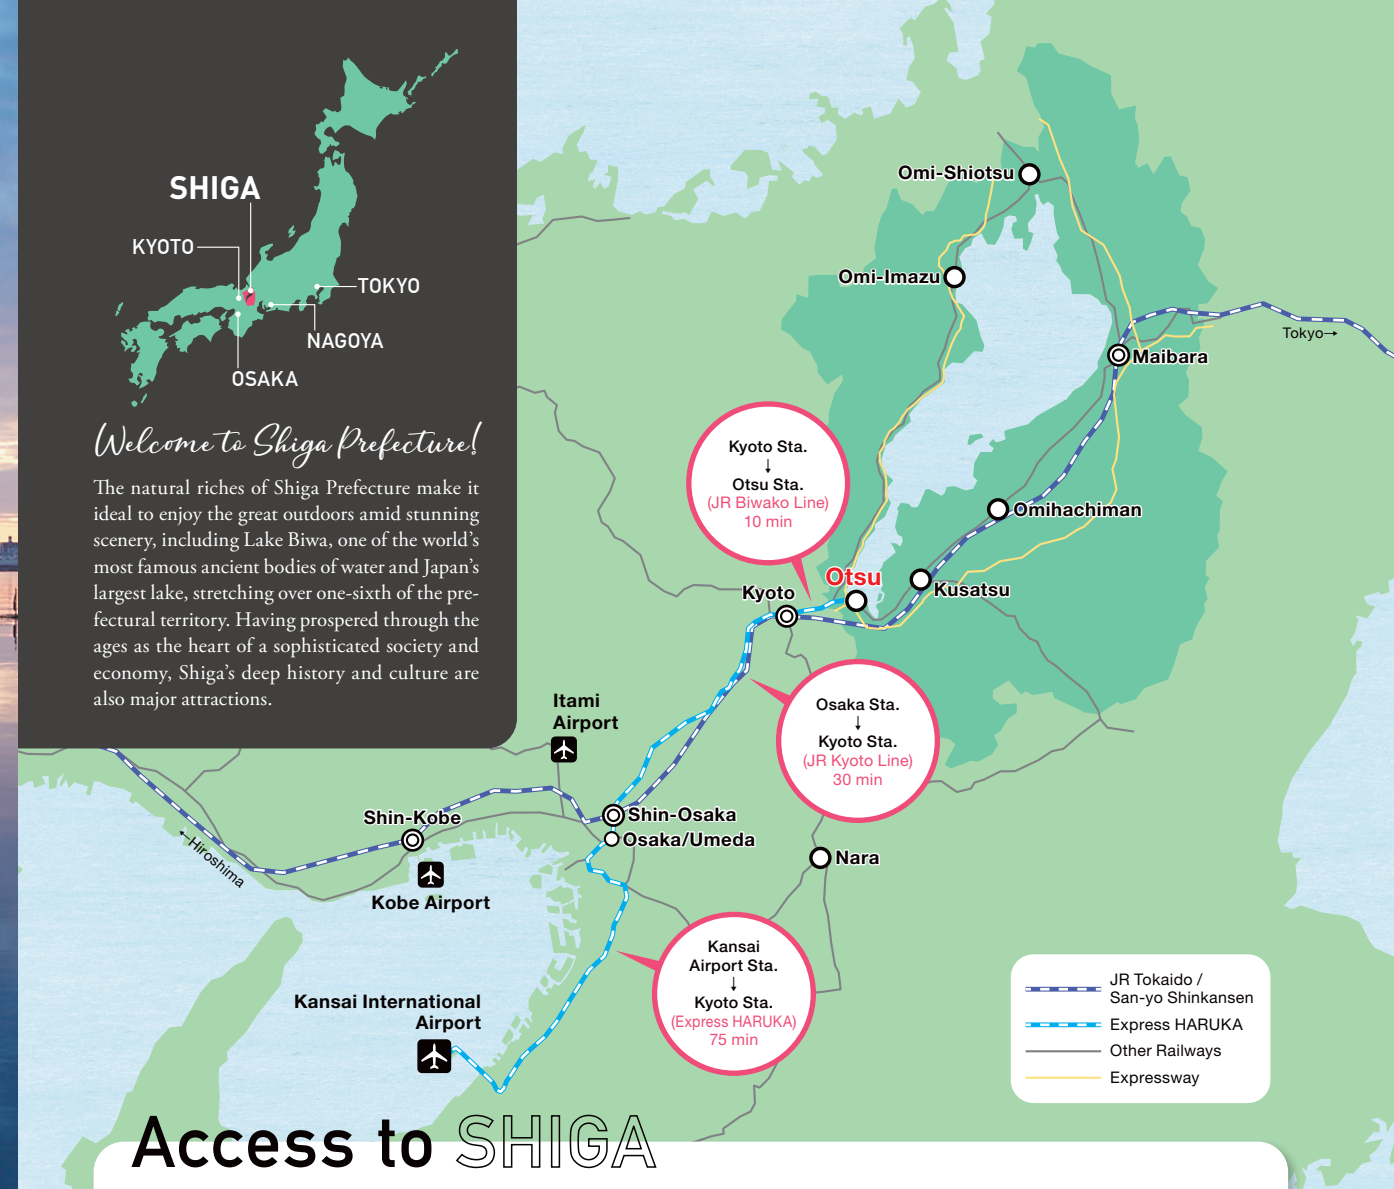 SHIGA
KYOTO
TOKYO
NAGOYA
OSAKA
Welcome to Shiga Prefecture!
The natural riches of Shiga Prefecture make it
ideal to enjoy the great outdoors amid stunning
scenery, including Lake Biwa, one of the world's
most famous ancient bodies of water and Japan's
largest lake, stretching over one-sixth of the pre-
fectural territory. Having prospered through the
ages as the heart of a sophisticated society and
economy, Shiga's deep history and culture are
also major attractions.
Omi-Shiotsu
Omi-Imazu
Tokyo→
Maibara
Kyoto Sta.
↓
Otsu Sta.
(JR Biwako Line)
10 min
Omihachiman
Otsu
Kusatsu
Kyoto
Osaka Sta.
↓
Kyoto Sta.
(JR Kyoto Line)
30 min
Itami
Airport
Shin-Kobe
Shin-Osaka
Osaka/Umeda
←Hiroshima
Nara
Kobe Airport
Kansai
Airport Sta.
↓
Kyoto Sta.
(Express HARUKA)
75 min
Kansai International
Airport
JR Tokaido /
San-yo Shinkansen
Express HARUKA
Other Railways
Expressway
Access to SHIGA